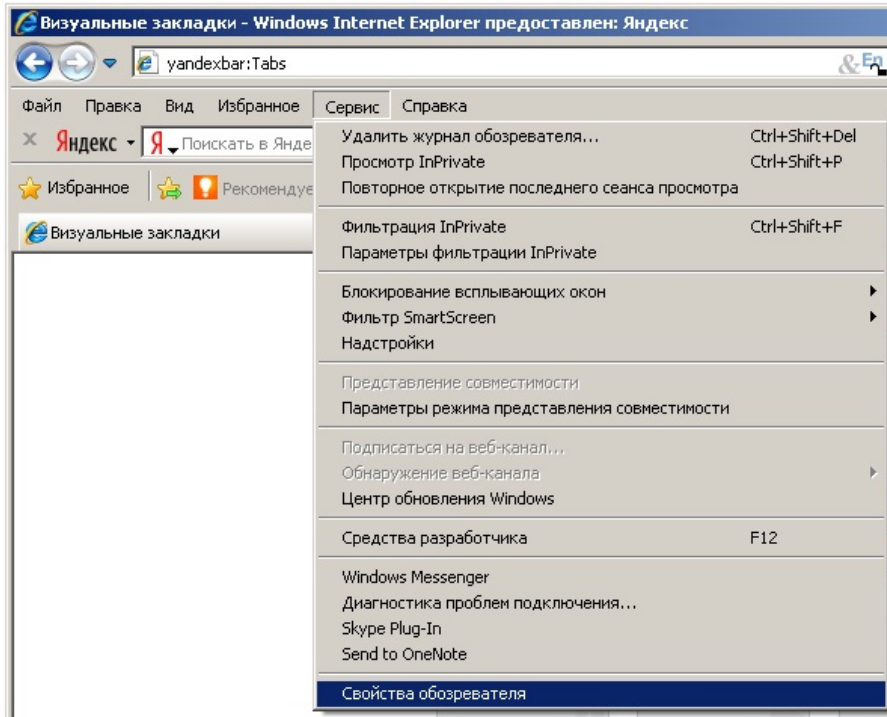 Визуальные закладки - Windows Internet Explorer предоставлен: Яндекс
yandexbar:Tabs
Файл Правка Вид Избранное Сервис Справка
Яндекс Я Поискать в Янде
Избранное Рекомендуе
Визуальные закладки
Удалить журнал обозревателя... Ctrl+Shift+Del
Просмотр InPrivate Ctrl+Shift+P
Повторное открытие последнего сеанса просмотра
Фильтрация InPrivate Ctrl+Shift+F
Параметры фильтрации InPrivate
Блокирование всплывающих окон
Фильтр SmartScreen
Надстройки
Представление совместимости
Параметры режима представления совместимости
Подписаться на веб-канал...
Обнаружение веб-канала
Центр обновления Windows
Средства разработчика F12
Windows Messenger
Диагностика проблем подключения...
Skype Plug-In
Send to OneNote
Свойства обозревателя